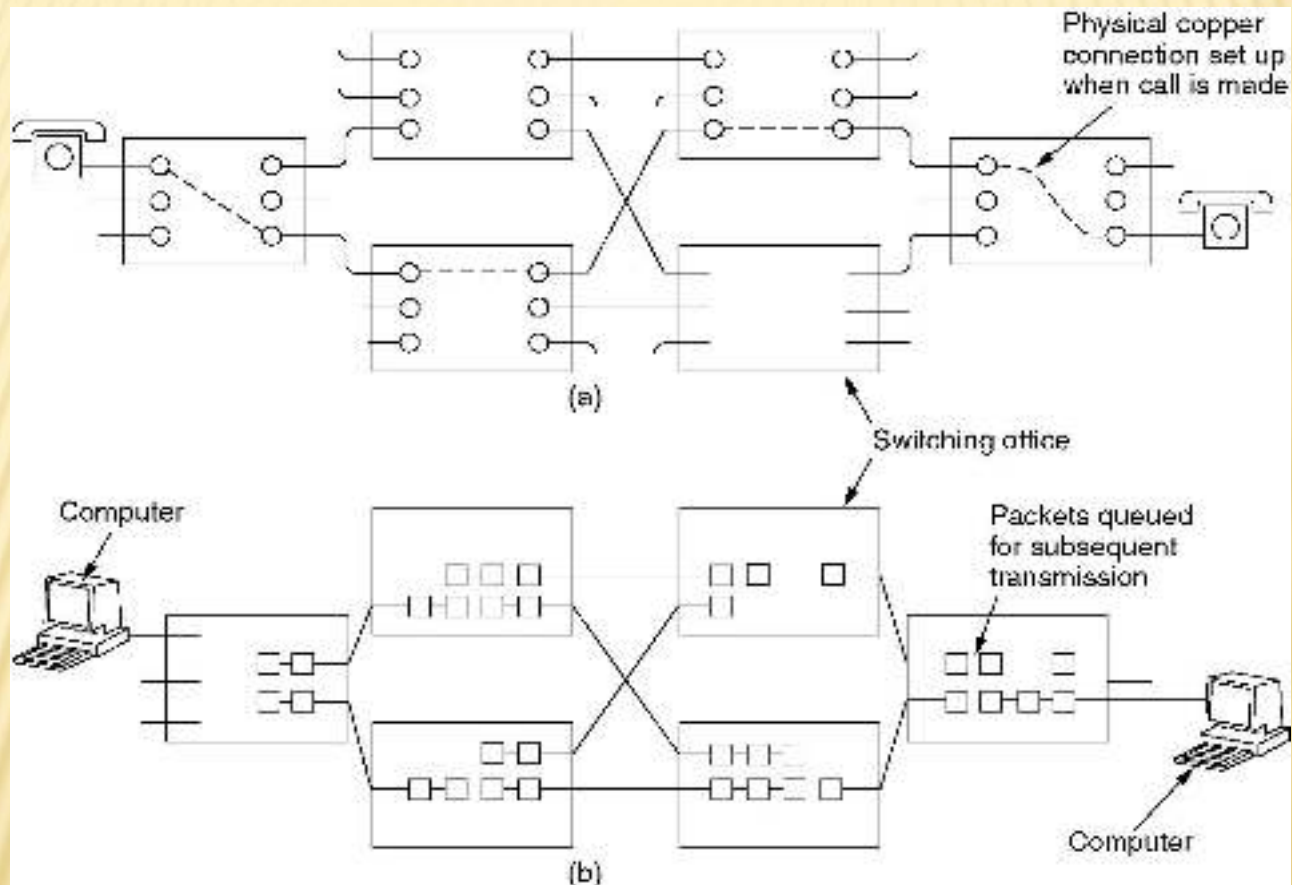 Physical copper
connection set up
when call is made
(a)
Switching office
Computer
Packets queued
for subsequent
transmission
Computer
(b)